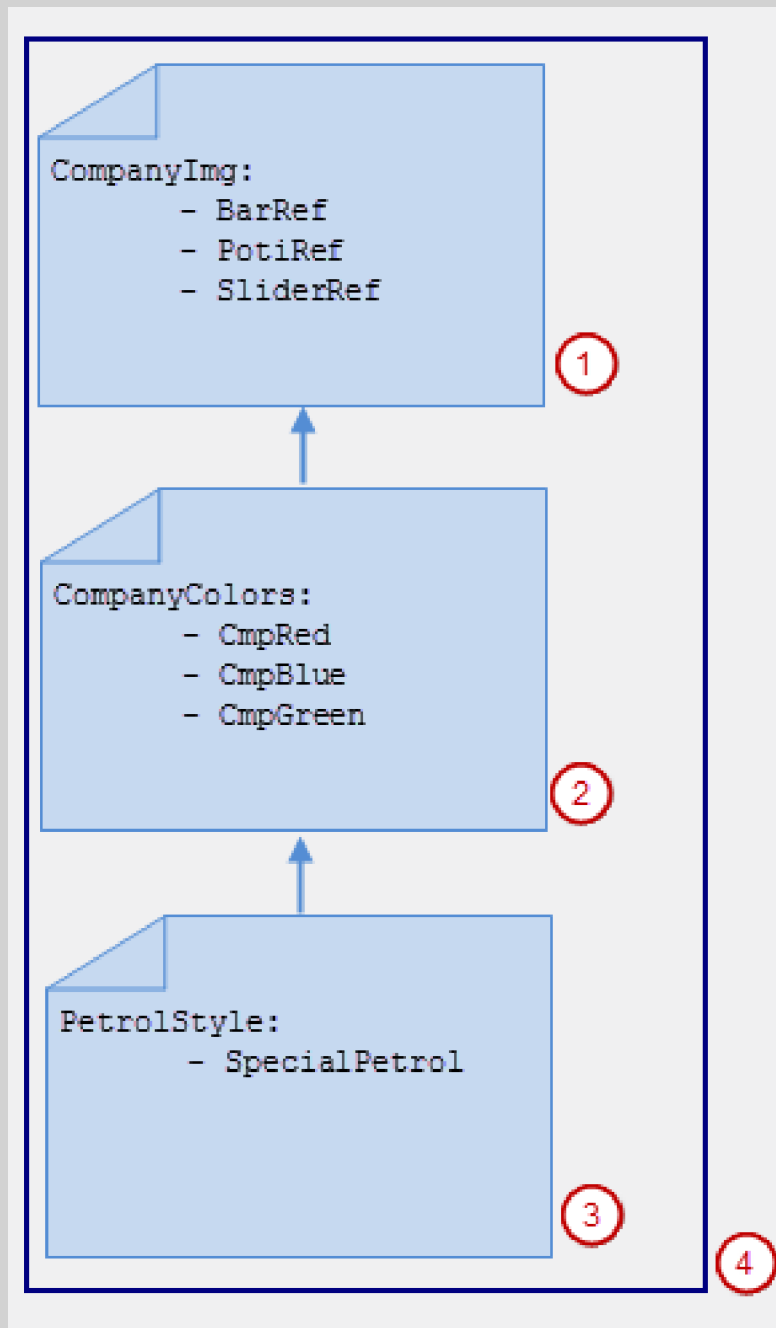 CompanyImg:
- BarRef
- PotiRef
- SliderRef
1
CompanyColors:
- CmpRed
- CmpBlue
- CmpGreen
2
PetrolStyle:
- SpecialPetrol
3
4